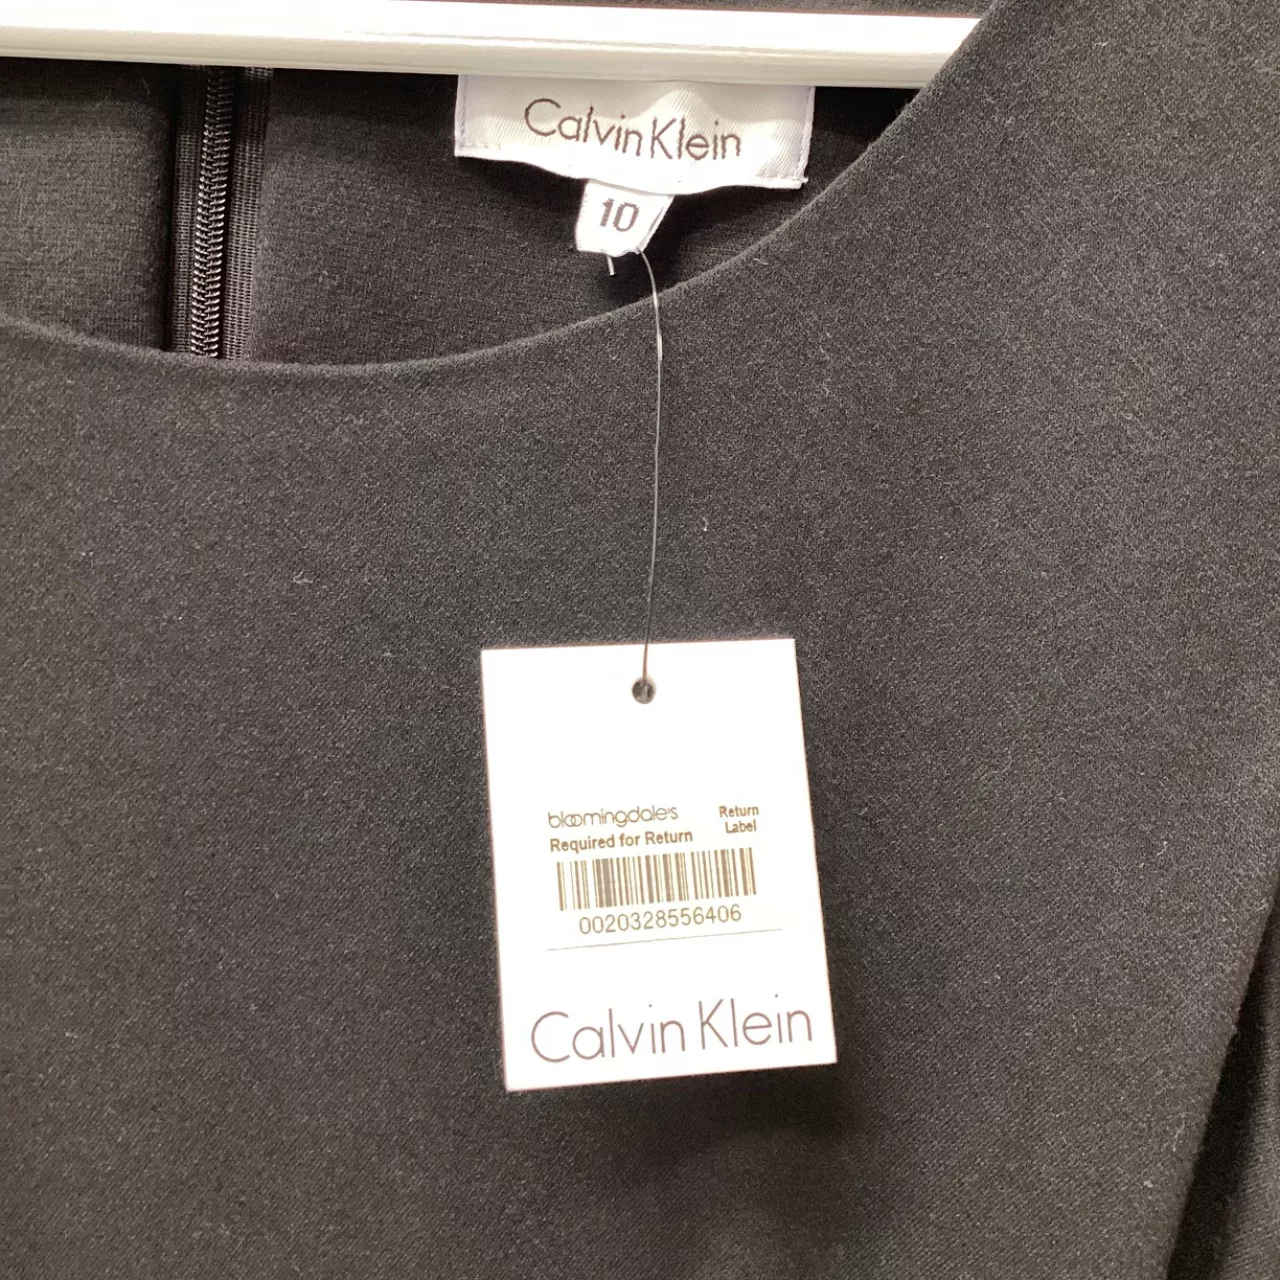 Calvin Klein
10
bloomingdale's
Return
Label
Required for Return
0020328556406
Calvin Klein